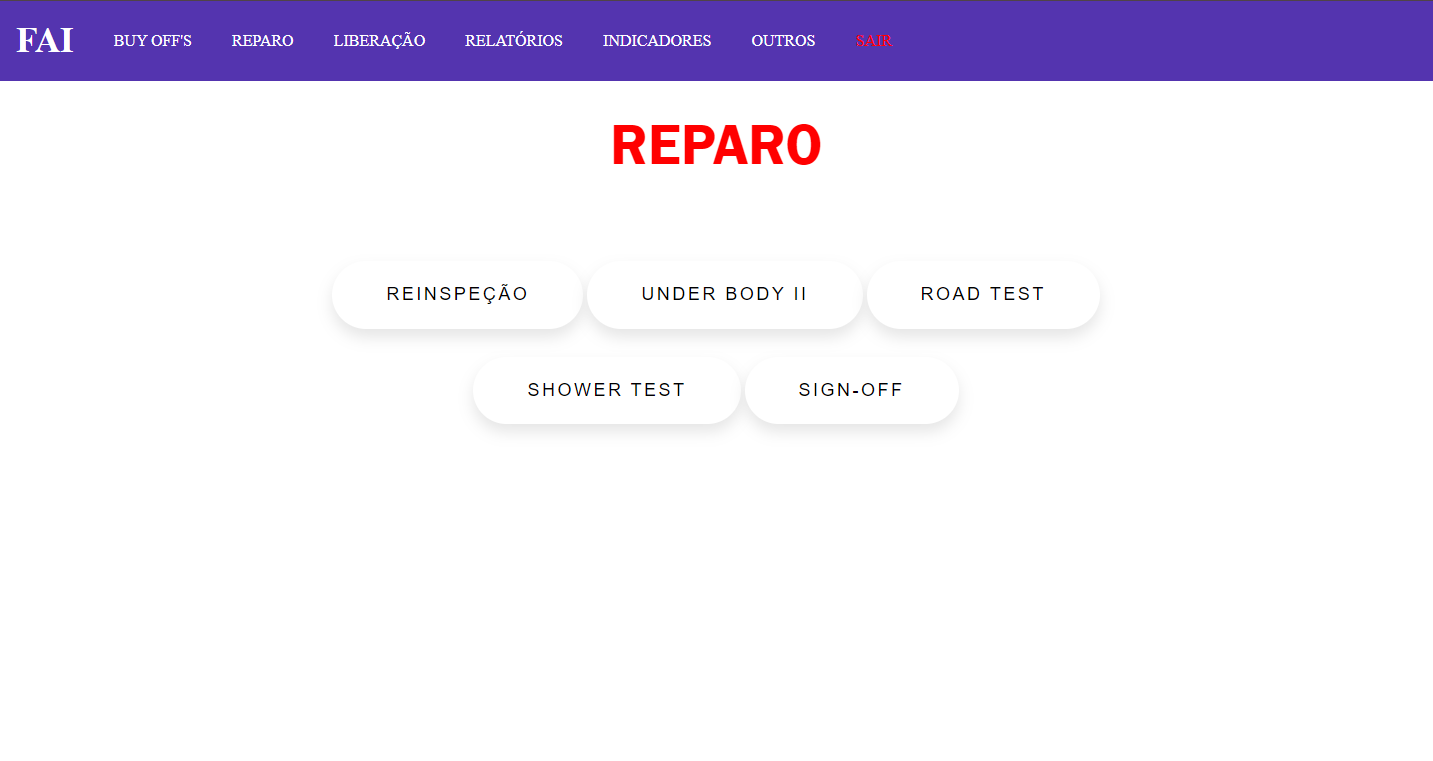 FAI BUY OFF'S REPARO LIBERAÇÃO RELATÓRIOS INDICADORES OUTROS SAIR
REPARO
REINSPEÇÃO UNDER BODY II ROAD TEST
SHOWER TEST SIGN-OFF